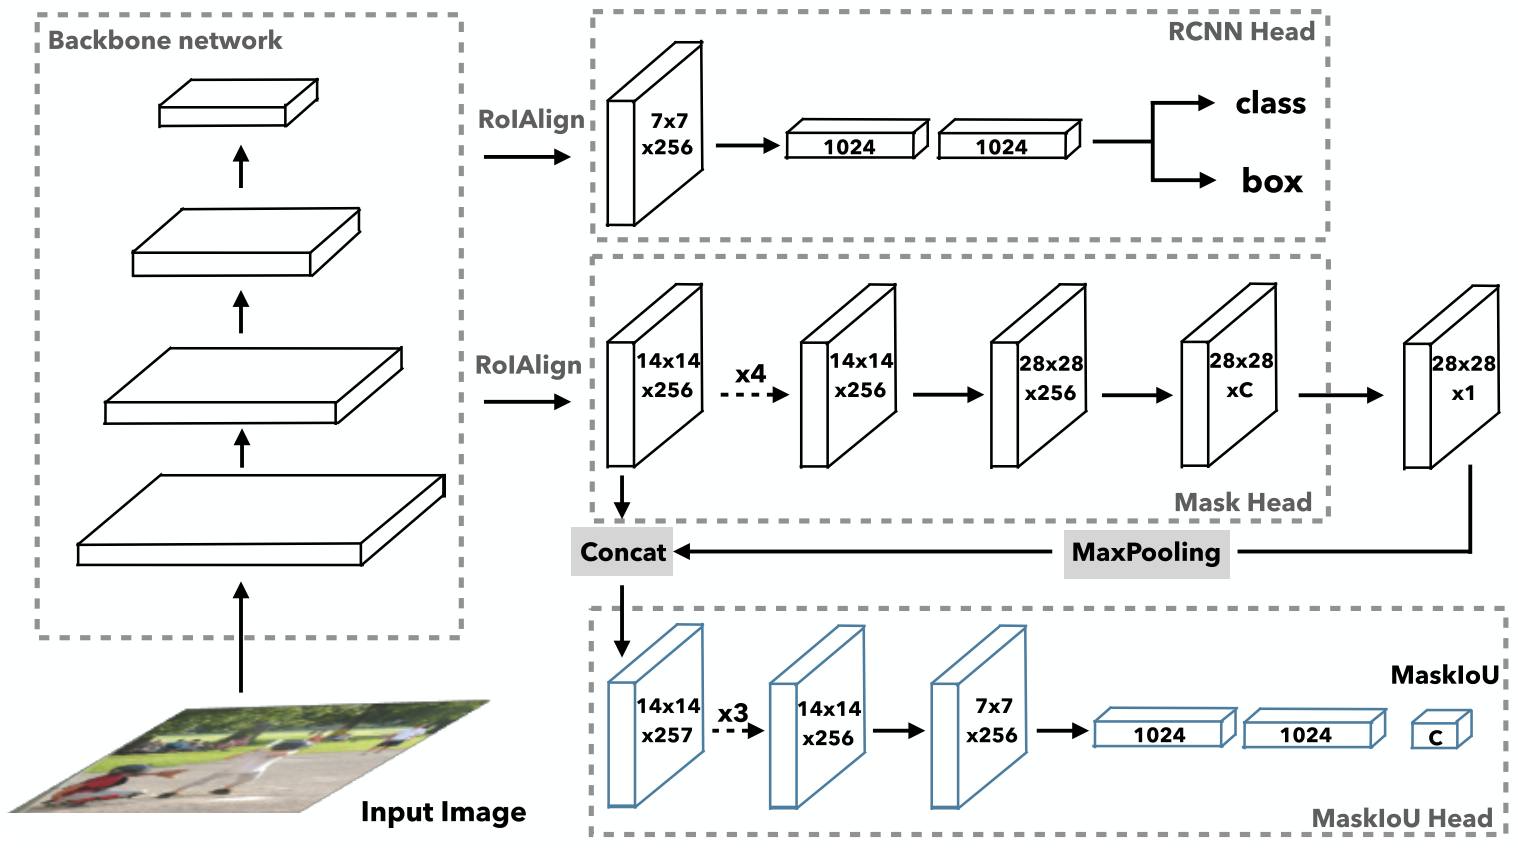 Backbone network
RCNN Head
RoIAlign
7x7
x256
1024
1024
class
box
RoIAlign
14x14
x256
x4
14x14
x256
28x28
x256
28x28
xC
28x28
x1
Mask Head
Concat
MaxPooling
MaskIoU
14x14
x257
x3
14x14
x256
7x7
x256
1024
1024
C
MaskIoU Head
Input Image